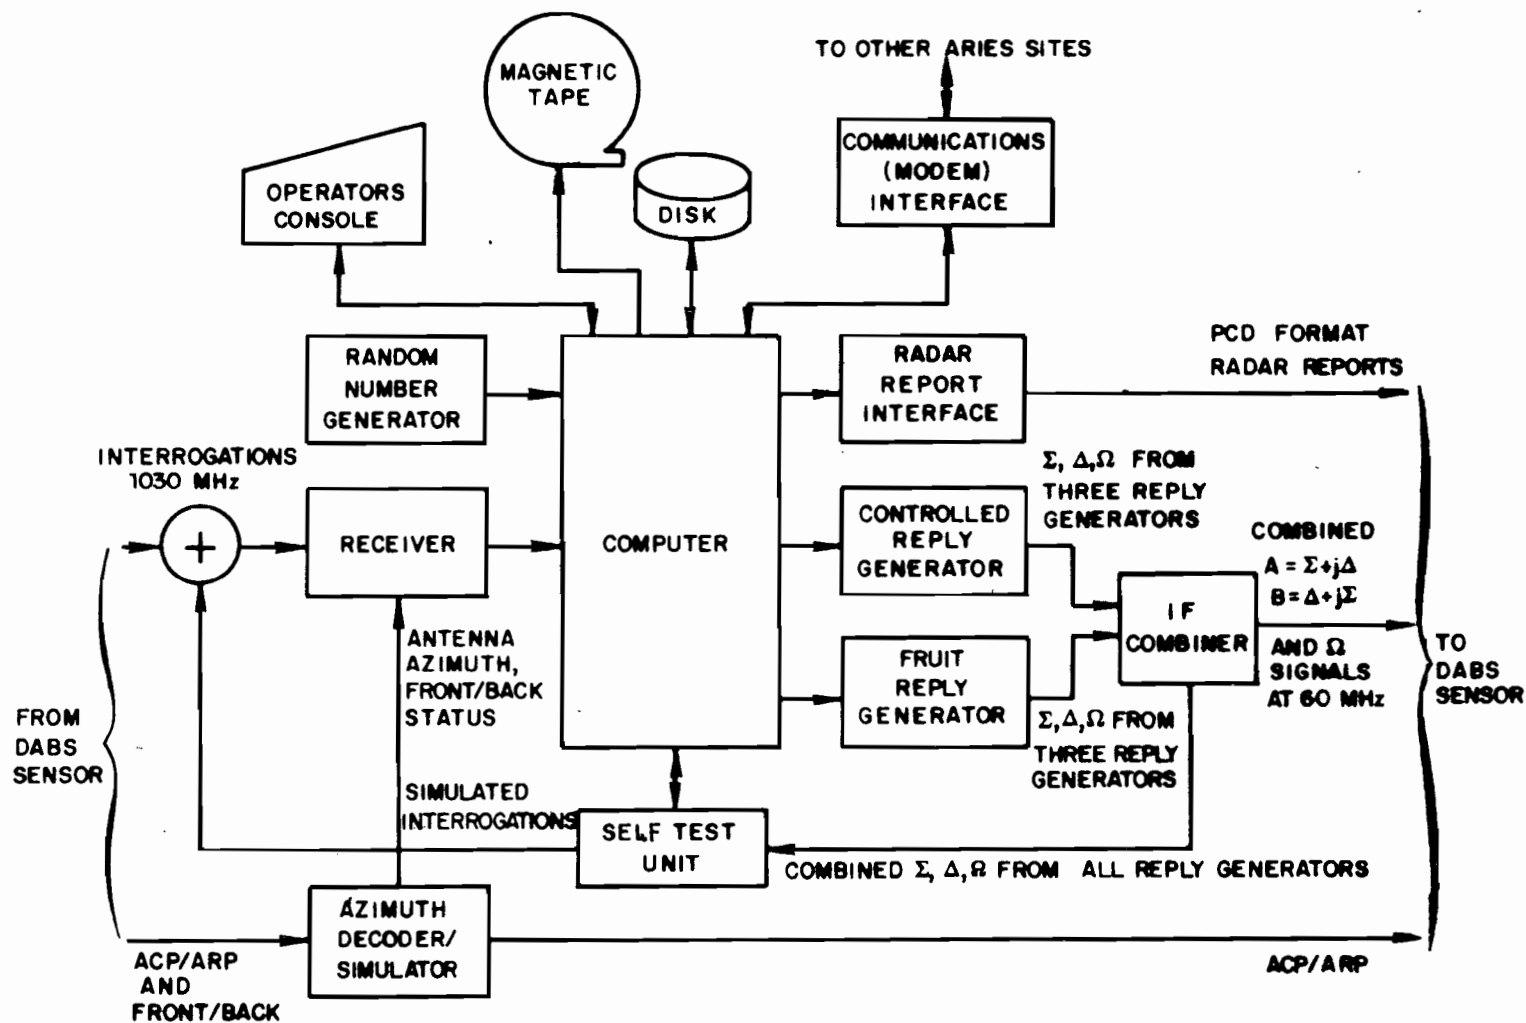 TO OTHER ARIES SITES
MAGNETIC
TAPE
COMMUNICATIONS
(MODEM)
INTERFACE
OPERATORS
CONSOLE
DISK
RANDOM
NUMBER
GENERATOR
RADAR
REPORT
INTERFACE
PCD FORMAT
RADAR REPORTS
INTERROGATIONS
1030 MHz
+
RECEIVER
COMPUTER
CONTROLLED
REPLY
GENERATOR
Σ, Δ,Ω FROM
THREE REPLY
GENERATORS
COMBINED
A = Σ+jΔ
B = Δ+jΣ
AND Ω
SIGNALS
AT 60 MHz
IF
COMBINER
TO
DABS
SENSOR
ANTENNA
AZIMUTH,
FRONT/BACK
STATUS
FRUIT
REPLY
GENERATOR
Σ,Δ,Ω FROM
THREE REPLY
GENERATORS
FROM
DABS
SENSOR
SIMULATED
INTERROGATIONS
SELF TEST
UNIT
COMBINED Σ, Δ,Ω FROM ALL REPLY GENERATORS
AZIMUTH
DECODER/
SIMULATOR
ACP/ARP
AND
FRONT/BACK
ACP/ARP